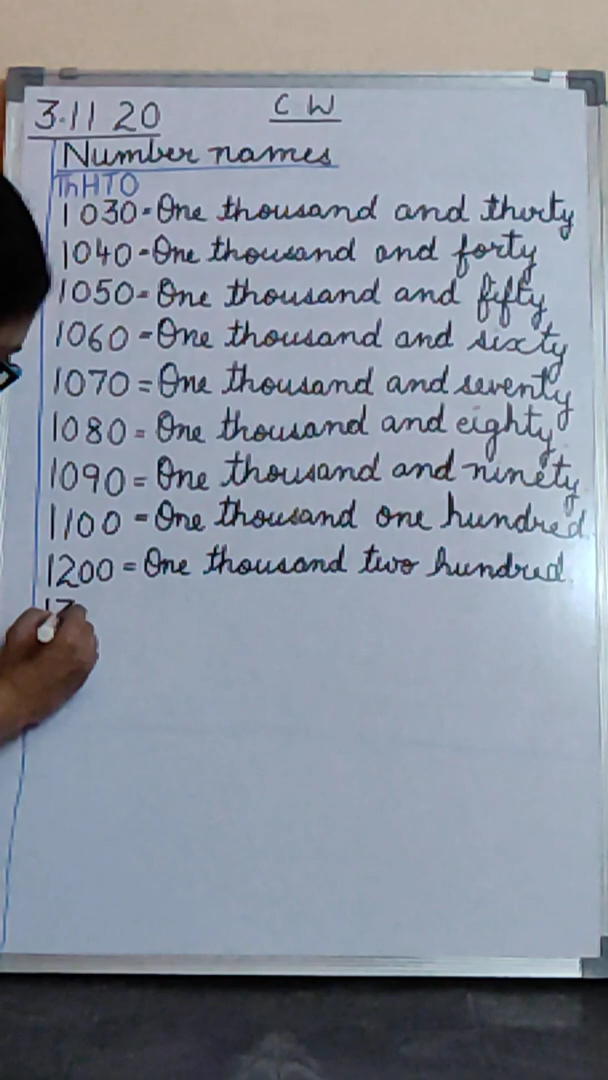 3.11 20 C W
Number names
ThHTO
1030=One thousand and thirty
1040=One thousand and forty
1050=One thousand and fifty
1060=One thousand and sixty
1070=One thousand and seventy
1080=One thousand and eighty
1090=One thousand and ninety
1100=One thousand one hundred.
1200=One thousand two hundred.